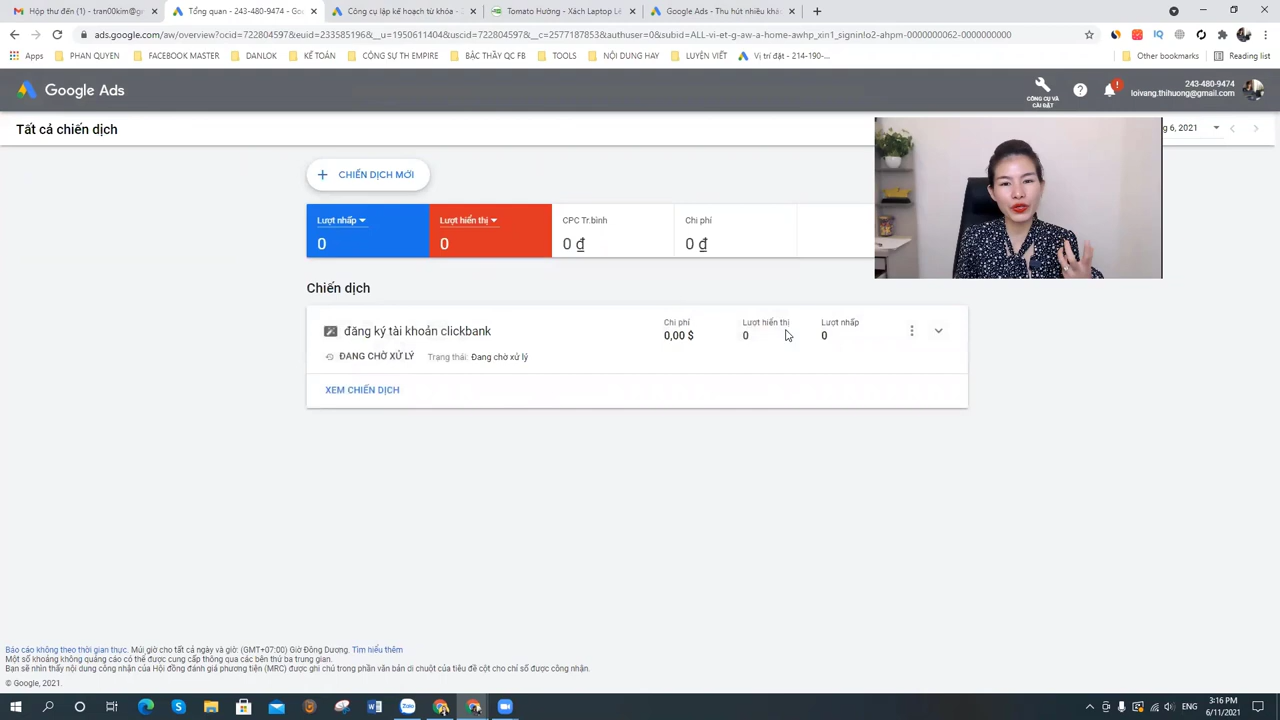 Hộp thư đến (1) - tran00kim@gm
Tổng quan - 243-480-9474 - Goo
Công cụ lập kế hoạch từ khóa -
Tomato Hường - Xách Laptop Lê
Google Ads - Thu hút nhiều khá
ads.google.com/aw/overview?ocid=722804597&euid=233585196&__u=1950611404&uscid=722804597&__c=2577187853&authuser=0&subid=ALL-vi-et-g-aw-a-home-awhp_xin1_signinlo2-ahpm-0000000062-0000000000
Apps
PHAN QUYEN
FACEBOOK MASTER
DANLOK
KẾ TOÁN
CÔNG SỰ TH EMPIRE
BẬC THẦY QC FB
TOOLS
NỘI DUNG HAY
LUYỆN VIẾT
Vị trí đặt - 214-190-...
Other bookmarks
Reading list
Google Ads
CÔNG CỤ VÀ
CÀI ĐẶT
243-480-9474
loivang.thihuong@gmail.com
Tất cả chiến dịch
g 6, 2021
CHIẾN DỊCH MỚI
Lượt nhấp
0
Lượt hiển thị
0
CPC Tr.bình
0 ₫
Chi phí
0 ₫
Chiến dịch
đăng ký tài khoản clickbank
Chi phí
0,00 $
Lượt hiển thị
0
Lượt nhấp
0
ĐANG CHỜ XỬ LÝ
Trạng thái: Đang chờ xử lý
XEM CHIẾN DỊCH
Báo cáo không theo thời gian thực. Múi giờ cho tất cả ngày và giờ: (GMT+07:00) Giờ Đông Dương. Tìm hiểu thêm
Một số khoảng không quảng cáo có thể được cung cấp thông qua các bên thứ ba trung gian.
Bạn sẽ nhìn thấy nội dung công nhận của Hội đồng đánh giá phương tiện (MRC) được ghi chú trong phần văn bản di chuột của tiêu đề cột cho chỉ số được công nhận.
© Google, 2021.
3:16 PM
6/11/2021